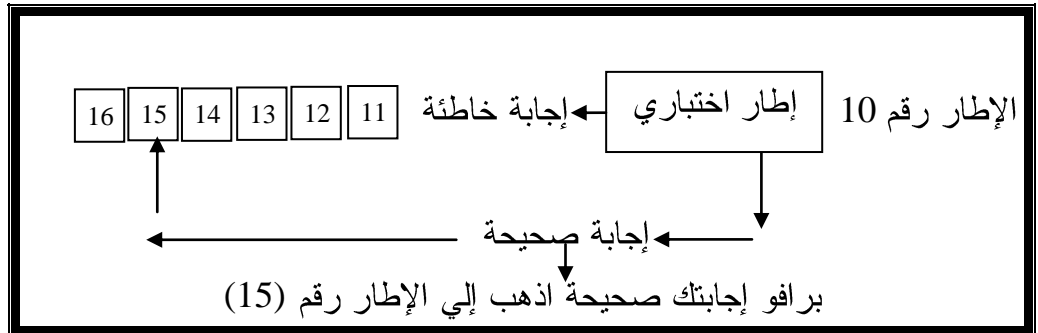 الإطار رقم 10 إطار اختباري إجابة خاطئة 11 12 13 14 15 16
إجابة صحيحة
برافو إجابتك صحيحة اذهب إلي الإطار رقم (15)